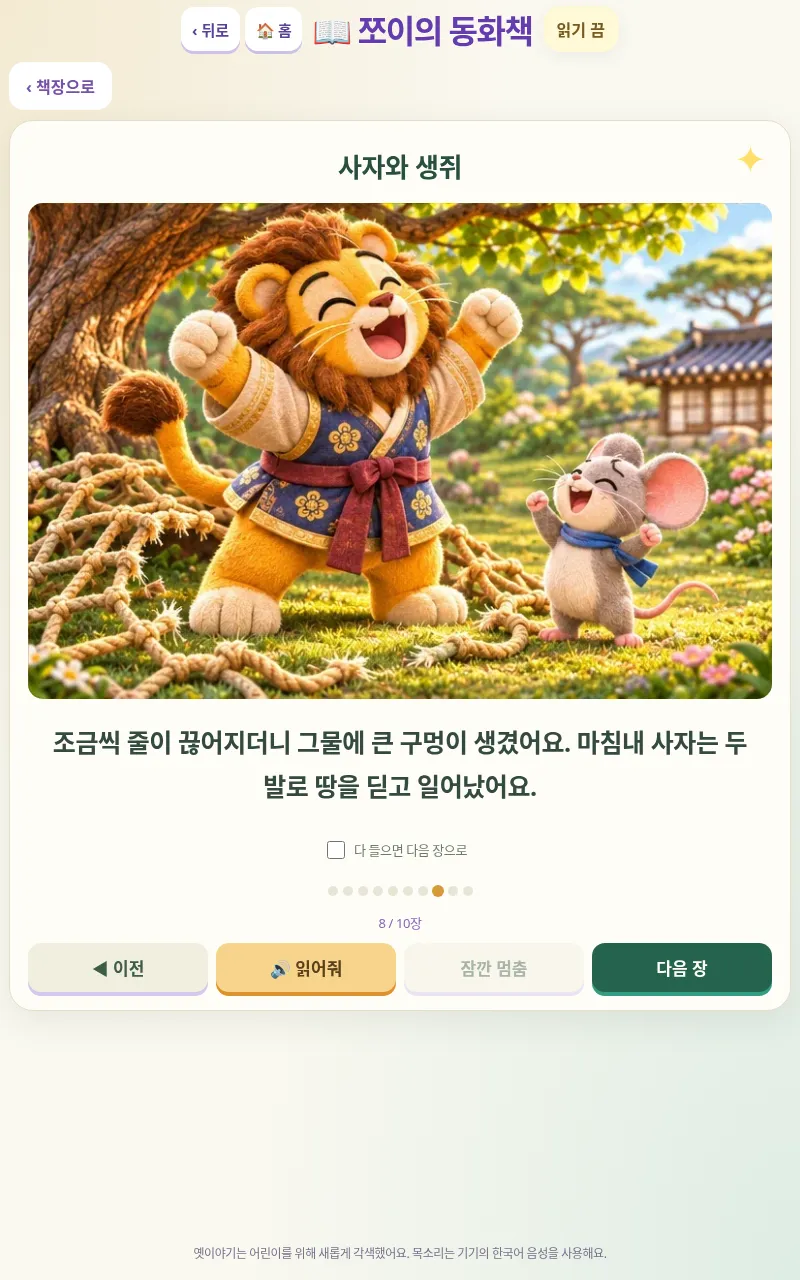 ‹ 뒤로
🏠 홈
📖 쪼이의 동화책
읽기 끔
‹ 책장으로
사자와 생쥐
조금씩 줄이 끊어지더니 그물에 큰 구멍이 생겼어요. 마침내 사자는 두
발로 땅을 딛고 일어났어요.
다 들으면 다음 장으로
8 / 10장
◀ 이전
🔊 읽어줘
잠깐 멈춤
다음 장
옛이야기는 어린이를 위해 새롭게 각색했어요. 목소리는 기기의 한국어 음성을 사용해요.